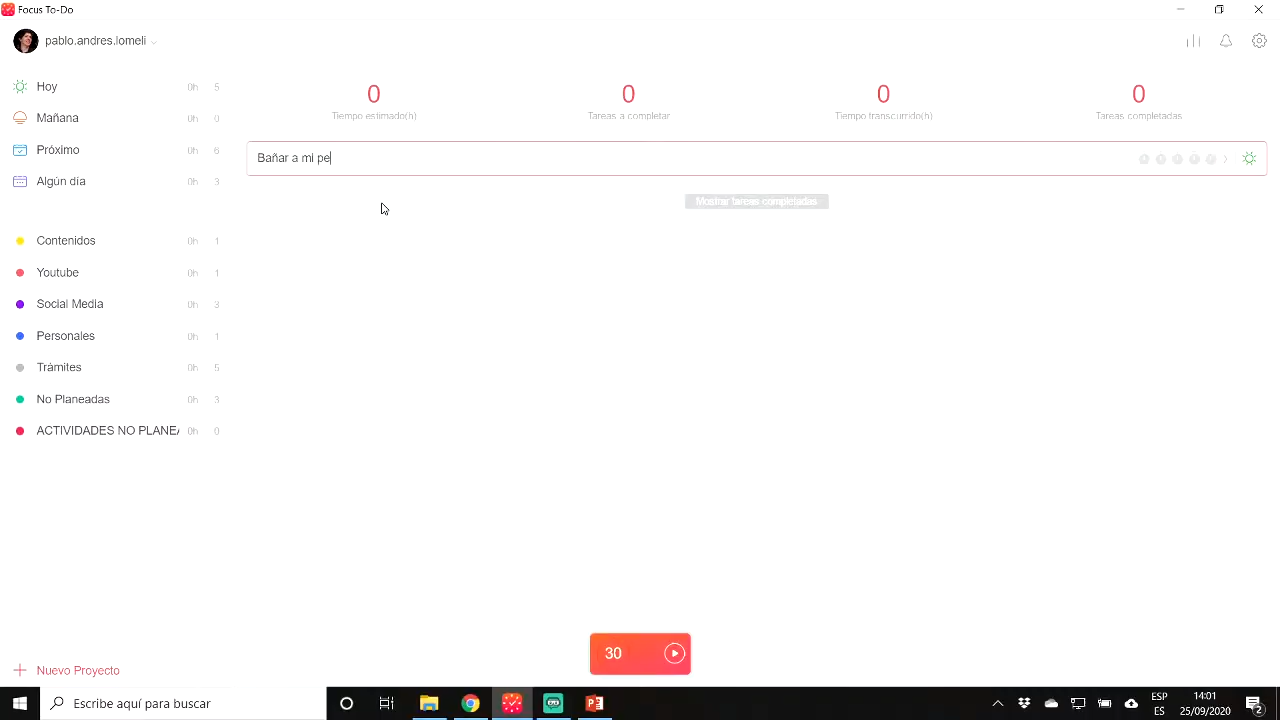 Focus To-Do
pablo.andres.lomeli
Hoy 0h 5
Mañana 0h 0
Próximo 0h 6
Algún día 0h 3
Contenidos 0h 1
Youtube 0h 1
Social Media 0h 3
Personales 0h 1
Trámites 0h 5
No Planeadas 0h 3
ACTIVIDADES NO PLANEA 0h 0
Nuevo Proyecto
0 0 0 0
Tiempo estimado(h) Tareas a completar Tiempo transcurrido(h) Tareas completadas
Bañar a mi pe
Mostrar tareas completadas
30
Escribe aquí para buscar
ESP
ES
14:01
25/09/2020
2